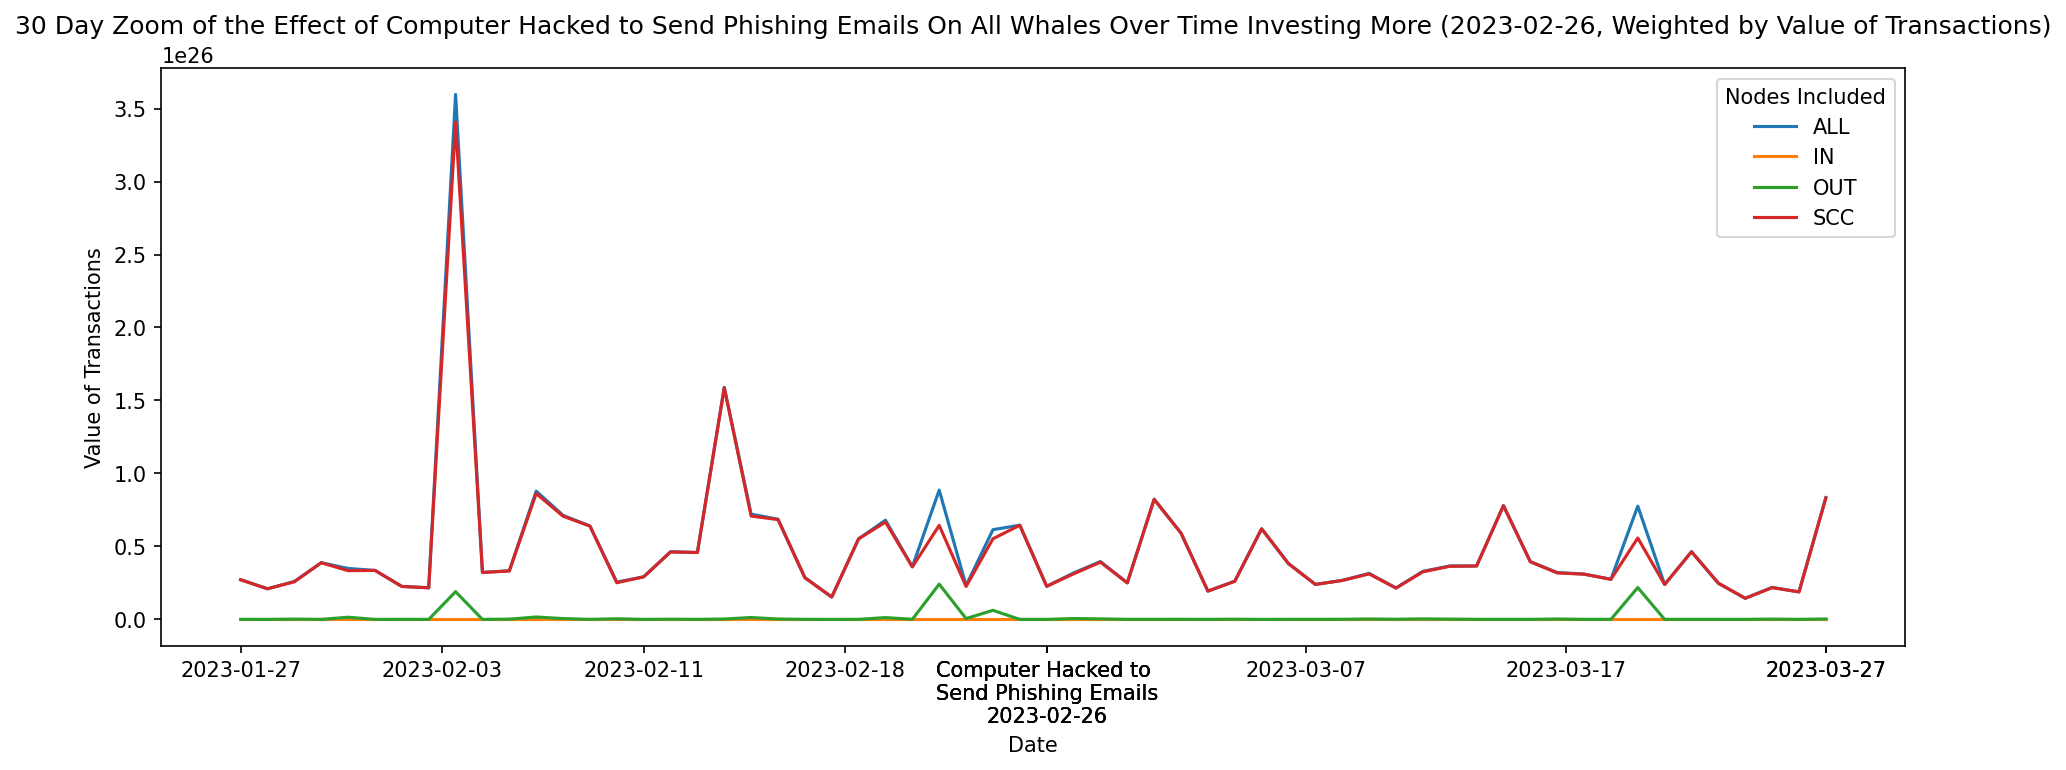 30 Day Zoom of the Effect of Computer Hacked to Send Phishing Emails On All Whales Over Time Investing More (2023-02-26, Weighted by Value of Transactions)
1e26
3.5
3.0
2.5
2.0
1.5
1.0
0.5
0.0
Value of Transactions
Nodes Included
ALL
IN
OUT
SCC
2023-01-27
2023-02-03
2023-02-11
2023-02-18
Computer Hacked to
Send Phishing Emails
2023-02-26
2023-03-07
2023-03-17
2023-03-27
Date